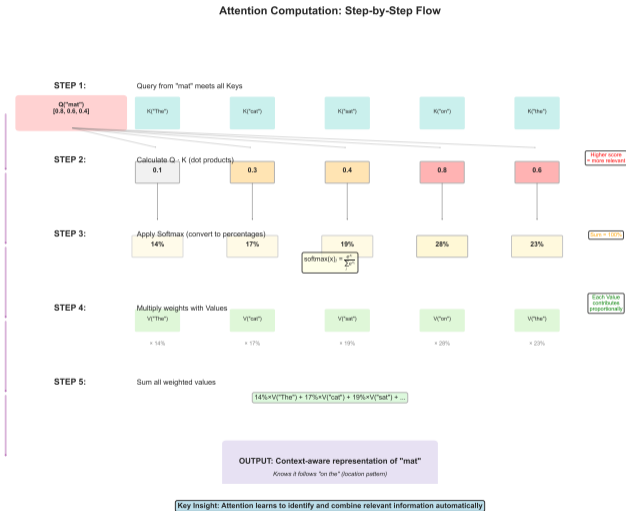 Attention Computation: Step-by-Step Flow
STEP 1:
Query from "mat" meets all Keys
Q("mat")
[0.8, 0.6, 0.4]
K("The")
K("cat")
K("sat")
K("on")
K("the")
STEP 2:
Calculate Q · K (dot products)
0.1
0.3
0.4
0.8
0.6
Higher score
= more relevant
STEP 3:
Apply Softmax (convert to percentages)
14%
17%
19%
28%
23%
Sum = 100%
STEP 4:
Multiply weights with Values
V("The")
V("cat")
V("sat")
V("on")
V("the")
Each Value
contributes
proportionally
× 14%
× 17%
× 19%
× 28%
× 23%
STEP 5:
Sum all weighted values
14%×V("The") + 17%×V("cat") + 19%×V("sat") + ...
OUTPUT: Context-aware representation of "mat"
Knows it follows "on the" (location pattern)
Key Insight: Attention learns to identify and combine relevant information automatically